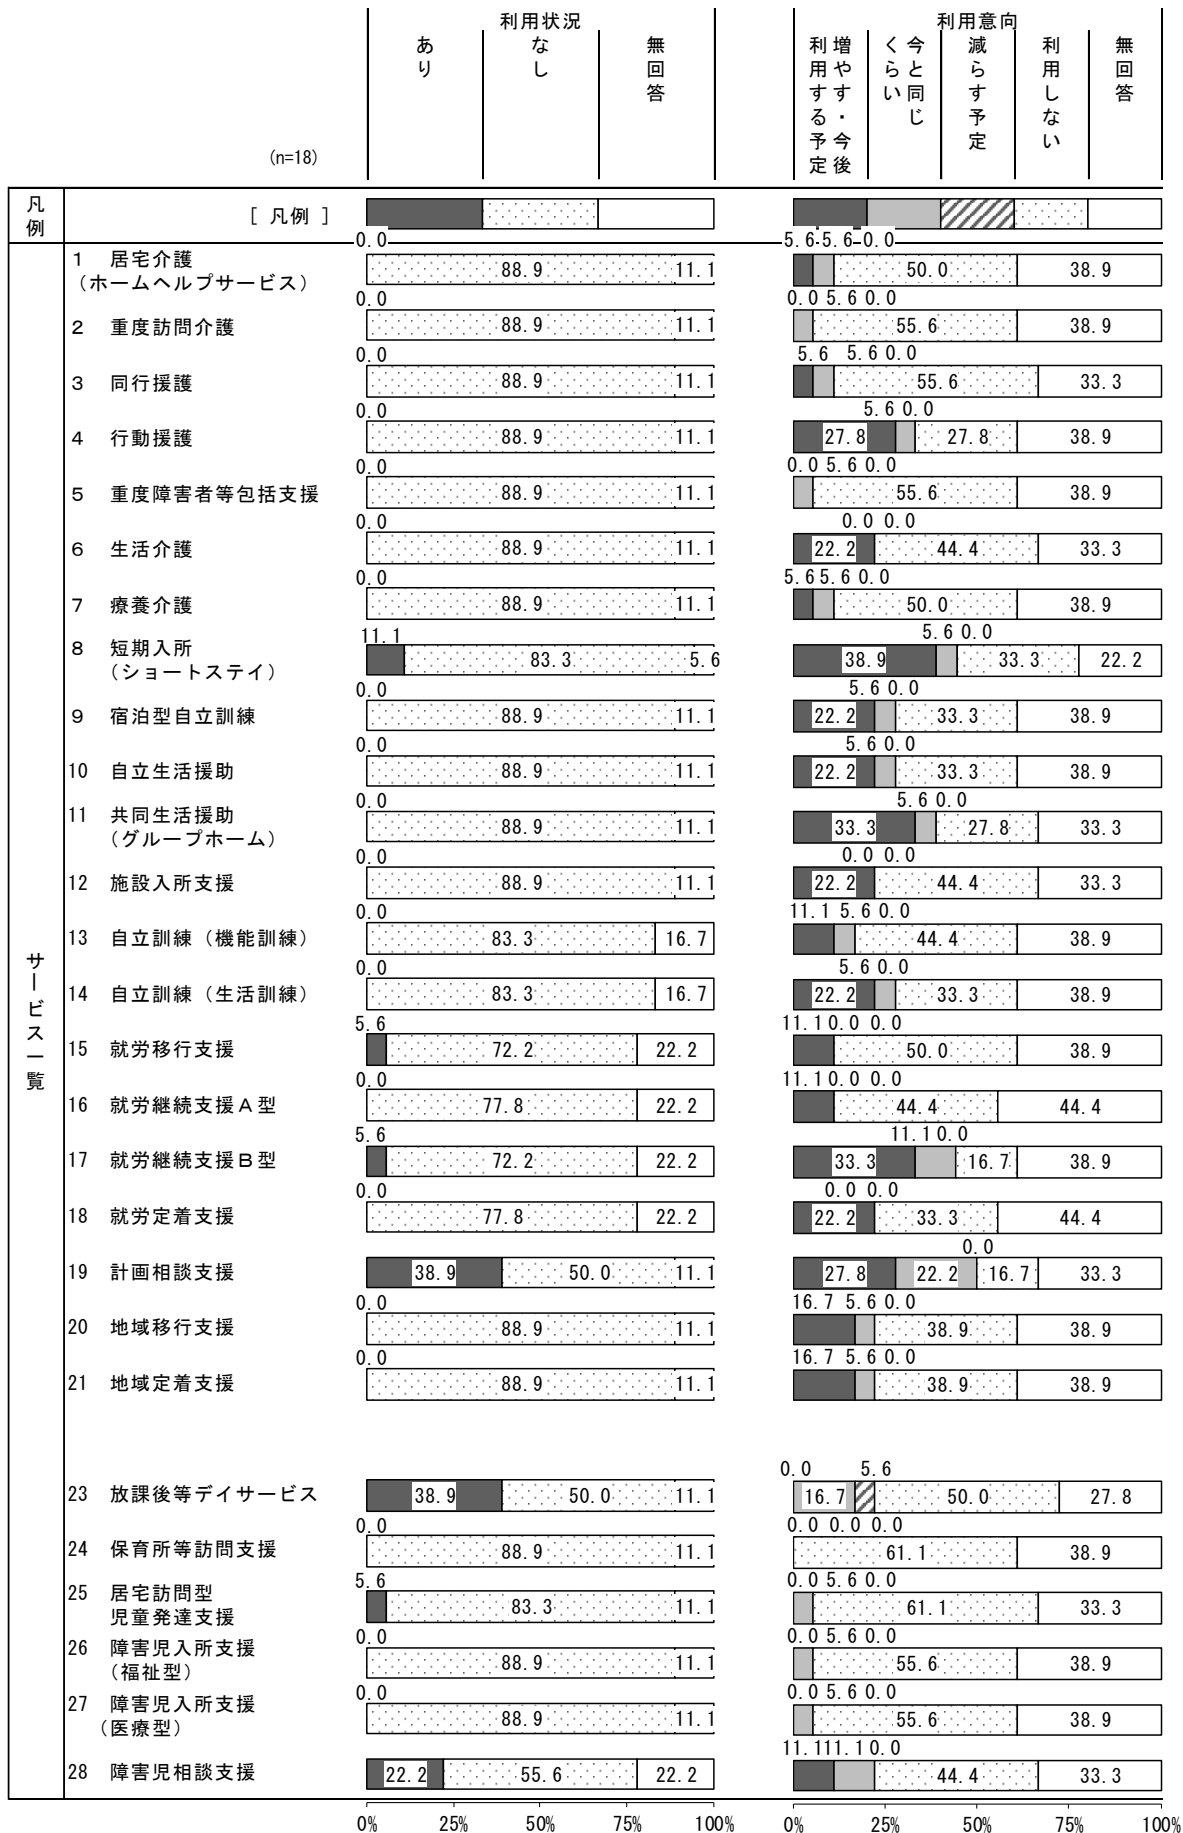 利用状況
利用意向
あり
なし
無回答
増やす・今後利用する予定
今と同じくらい
減らす予定
利用しない
無回答
(n=18)
凡例
[ 凡例 ]
サービス一覧
0.0 5.6 5.6 0.0
1 居宅介護
(ホームヘルプサービス)
88.9 11.1 50.0 38.9
0.0 0.0 5.6 0.0
2 重度訪問介護 88.9 11.1 55.6 38.9
0.0 5.6 5.6 0.0
3 同行援護 88.9 11.1 55.6 33.3
0.0 5.6 0.0
4 行動援護 88.9 11.1 27.8 27.8 38.9
0.0 0.0 5.6 0.0
5 重度障害者等包括支援 88.9 11.1 55.6 38.9
0.0 0.0 0.0
6 生活介護 88.9 11.1 22.2 44.4 33.3
0.0 5.6 5.6 0.0
7 療養介護 88.9 11.1 50.0 38.9
11.1 5.6 0.0
8 短期入所
(ショートステイ)
83.3 5.6 38.9 33.3 22.2
0.0 5.6 0.0
9 宿泊型自立訓練 88.9 11.1 22.2 33.3 38.9
0.0 5.6 0.0
10 自立生活援助 88.9 11.1 22.2 33.3 38.9
0.0 5.6 0.0
11 共同生活援助
(グループホーム)
88.9 11.1 33.3 27.8 33.3
0.0 0.0 0.0
12 施設入所支援 88.9 11.1 22.2 44.4 33.3
0.0 11.1 5.6 0.0
13 自立訓練(機能訓練) 83.3 16.7 44.4 38.9
0.0 5.6 0.0
14 自立訓練(生活訓練) 83.3 16.7 22.2 33.3 38.9
5.6 11.1 0.0 0.0
15 就労移行支援 72.2 22.2 50.0 38.9
0.0 11.1 0.0 0.0
16 就労継続支援A型 77.8 22.2 44.4 44.4
5.6 11.1 0.0
17 就労継続支援B型 72.2 22.2 33.3 16.7 38.9
0.0 0.0 0.0
18 就労定着支援 77.8 22.2 22.2 33.3 44.4
0.0
19 計画相談支援 38.9 50.0 11.1 27.8 22.2 16.7 33.3
0.0 16.7 5.6 0.0
20 地域移行支援 88.9 11.1 38.9 38.9
0.0 16.7 5.6 0.0
21 地域定着支援 88.9 11.1 38.9 38.9
0.0 5.6
23 放課後等デイサービス 38.9 50.0 11.1 16.7 50.0 27.8
0.0 0.0 0.0 0.0
24 保育所等訪問支援 88.9 11.1 61.1 38.9
5.6 0.0 5.6 0.0
25 居宅訪問型
児童発達支援
83.3 11.1 61.1 33.3
0.0 0.0 5.6 0.0
26 障害児入所支援
(福祉型)
88.9 11.1 55.6 38.9
0.0 0.0 5.6 0.0
27 障害児入所支援
(医療型)
88.9 11.1 55.6 38.9
11.1 11.1 0.0
28 障害児相談支援 22.2 55.6 22.2 44.4 33.3
0% 25% 50% 75% 100% 0% 25% 50% 75% 100%